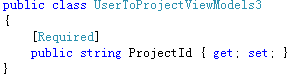 public class UserToProjectViewModels3
{
    [Required]
    public string ProjectId { get; set; }
}